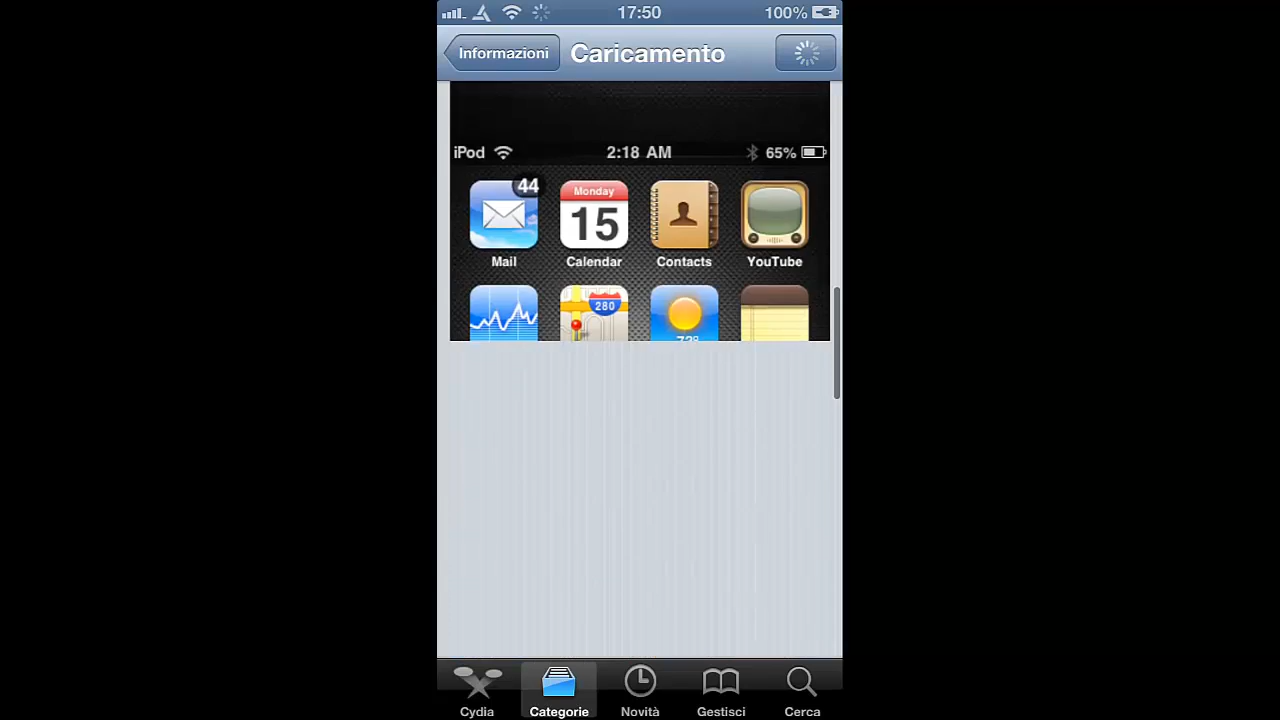 17:50 100%
Informazioni Caricamento
iPod 2:18 AM 65%
44 Monday
15
Mail Calendar Contacts YouTube
280
72°
Cydia Categorie Novità Gestisci Cerca